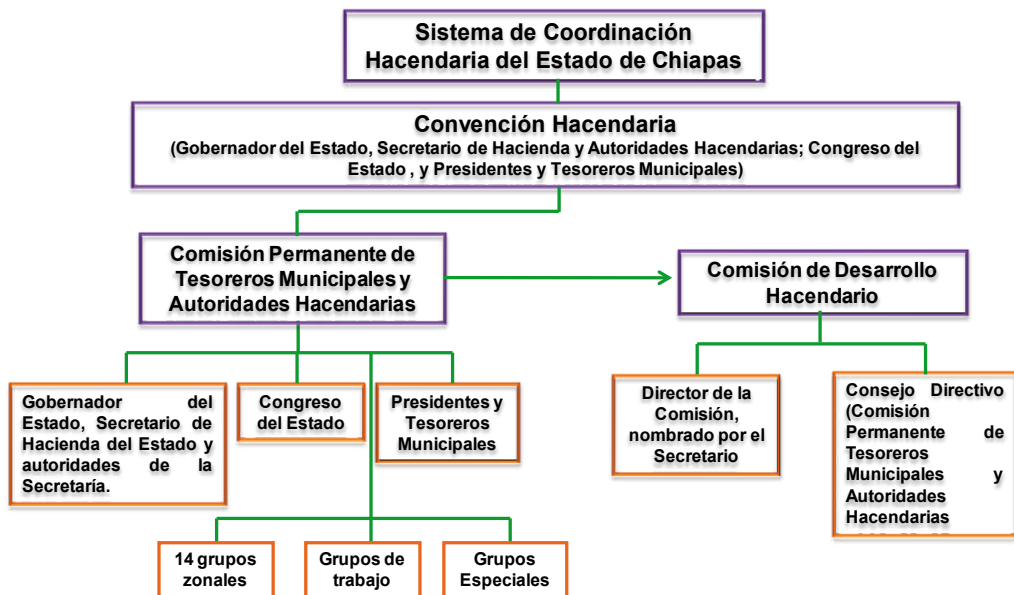 Sistema de Coordinación
Hacendaria del Estado de Chiapas
Convención Hacendaria
(Gobernador del Estado, Secretario de Hacienda y Autoridades Hacendarias; Congreso del
Estado , y Presidentes y Tesoreros Municipales)
Comisión Permanente de
Tesoreros Municipales y
Autoridades Hacendarias
Comisión de Desarrollo
Hacendario
Gobernador del
Estado, Secretario de
Hacienda del Estado y
autoridades de la
Secretaría.
Congreso
del Estado
Presidentes y
Tesoreros
Municipales
Director de la
Comisión,
nombrado por el
Secretario
Consejo Directivo
(Comisión
Permanente de
Tesoreros
Municipales y
Autoridades
Hacendarias
14 grupos
zonales
Grupos de
trabajo
Grupos
Especiales